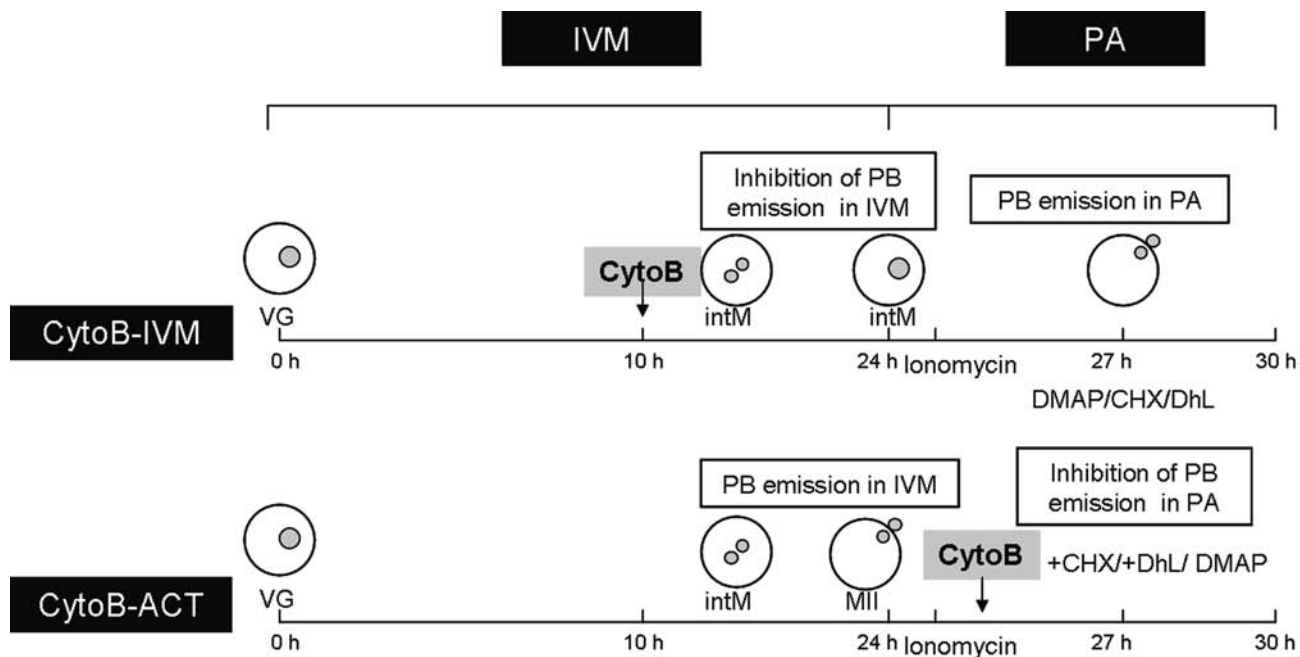 IVM
PA
Inhibition of PB
emission in IVM
PB emission in PA
CytoB
VG
intM
intM
CytoB-IVM
0 h
10 h
24 h
Ionomycin
27 h
30 h
DMAP/CHX/DhL
PB emission in IVM
Inhibition of PB
emission in PA
CytoB
+CHX/+DhL/ DMAP
VG
intM
MII
CytoB-ACT
0 h
10 h
24 h
Ionomycin
27 h
30 h